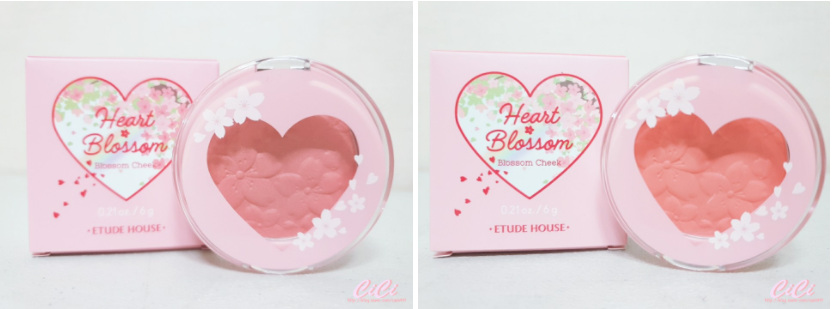 Heart
Blossom
Blossom Cheek
0.21 oz. / 6 g
· ETUDE HOUSE ·
CiCi
Heart
Blossom
Blossom Cheek
0.21 oz. / 6 g
· ETUDE HOUSE ·
CiCi